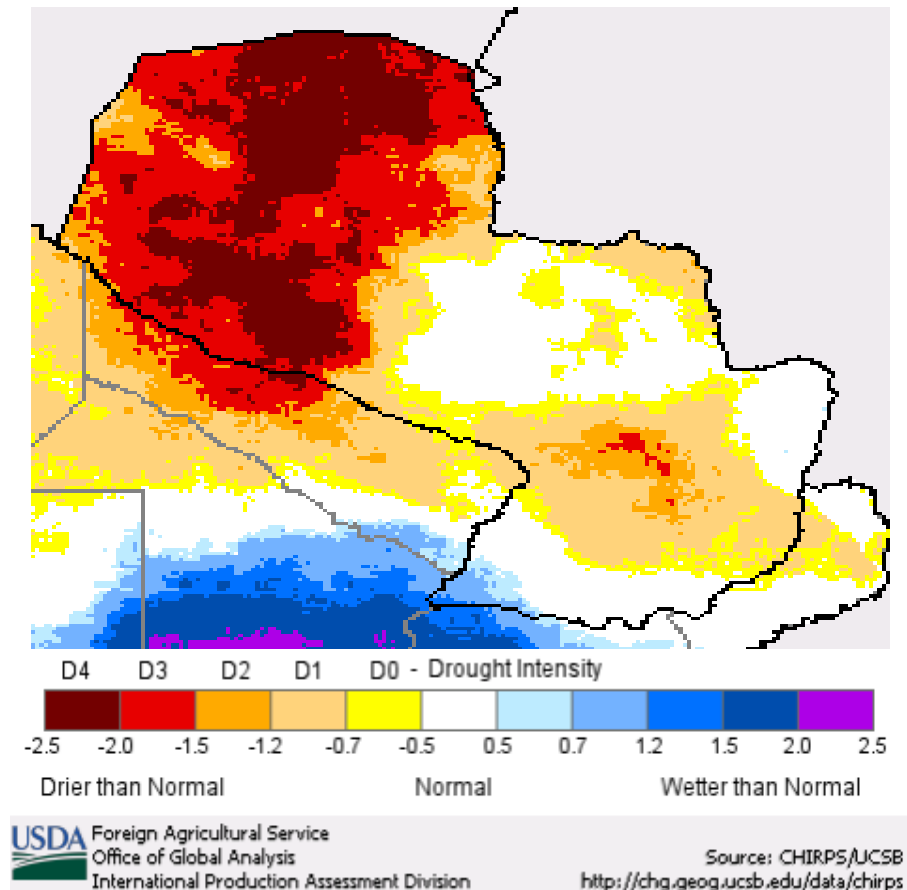 D4 D3 D2 D1 D0 - Drought Intensity
-2.5 -2.0 -1.5 -1.2 -0.7 -0.5 0.5 0.7 1.2 1.5 2.0 2.5
Drier than Normal Normal Wetter than Normal
USDA Foreign Agricultural Service
Office of Global Analysis
International Production Assessment Division
Source: CHIRPS/UCSB
http://chg.geog.ucsb.edu/data/chirps